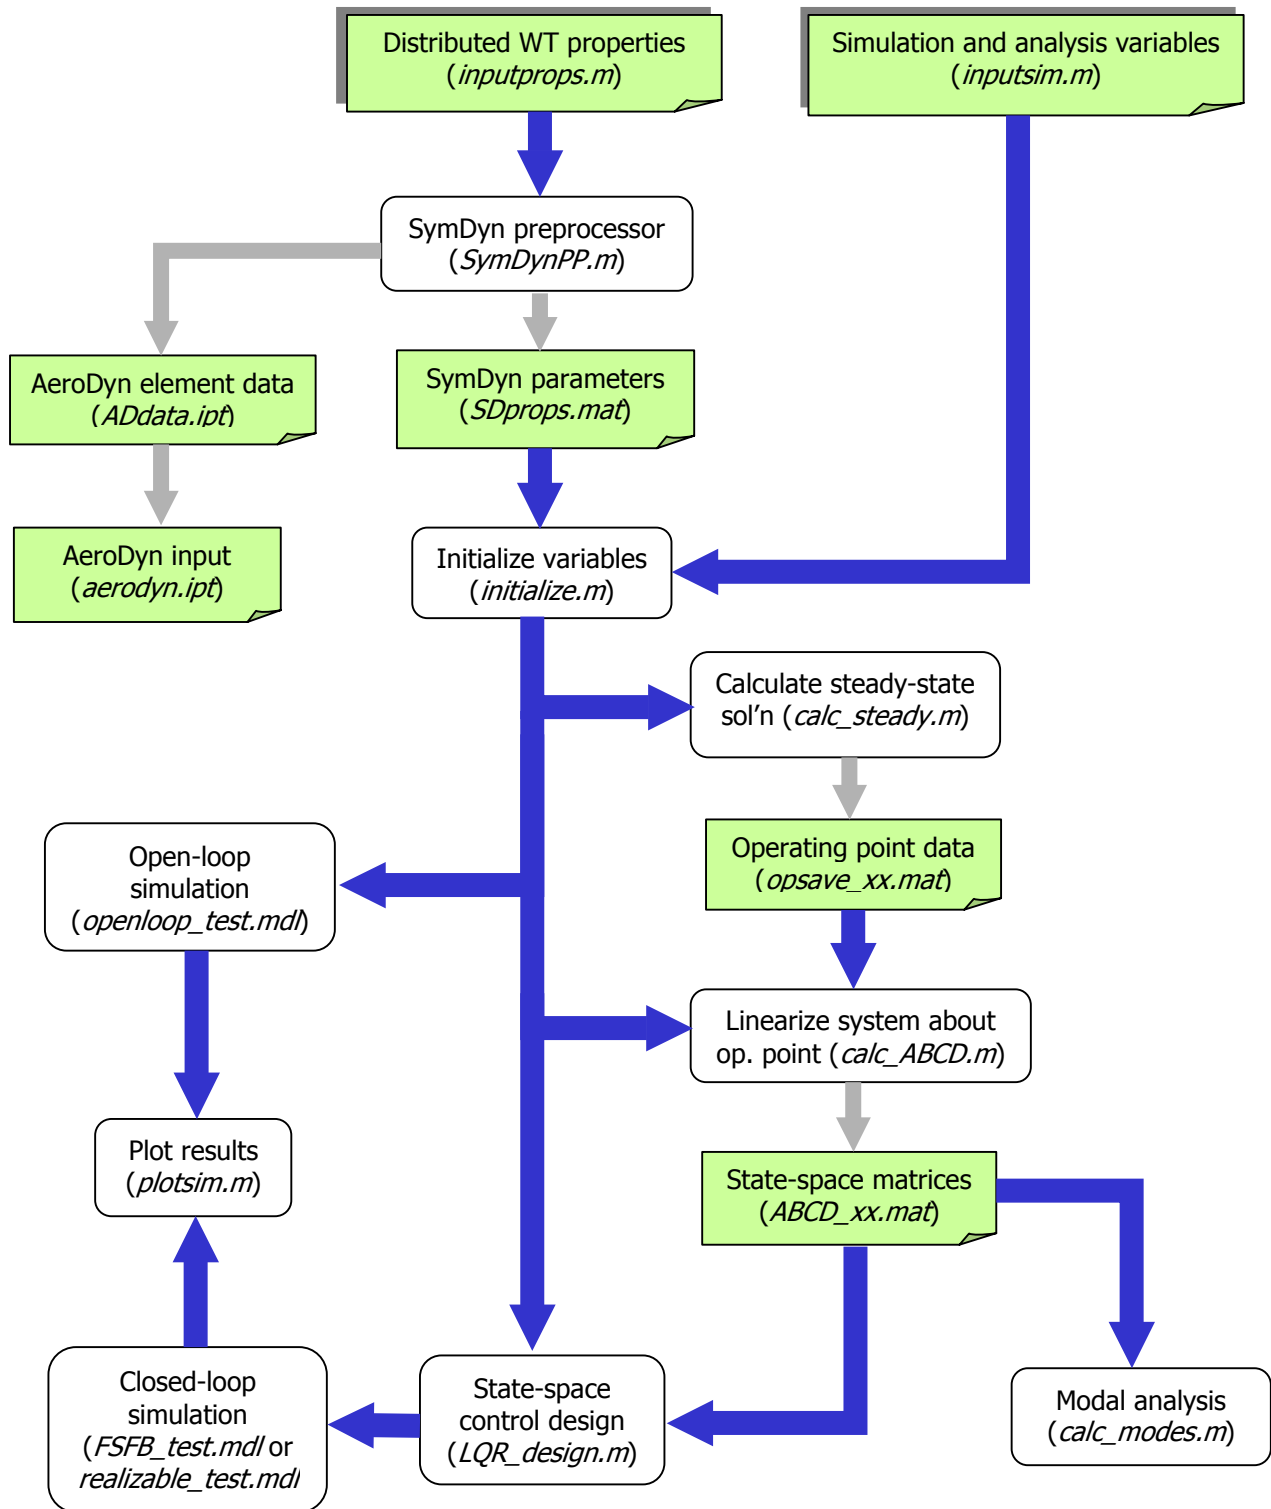 Distributed WT properties
(inputprops.m)
Simulation and analysis variables
(inputsim.m)
SymDyn preprocessor
(SymDynPP.m)
AeroDyn element data
(ADdata.ipt)
SymDyn parameters
(SDprops.mat)
AeroDyn input
(aerodyn.ipt)
Initialize variables
(initialize.m)
Calculate steady-state
sol’n (calc_steady.m)
Open-loop
simulation
(openloop_test.mdl)
Operating point data
(opsave_xx.mat)
Linearize system about
op. point (calc_ABCD.m)
Plot results
(plotsim.m)
State-space matrices
(ABCD_xx.mat)
Closed-loop
simulation
(FSFB_test.mdl or
realizable_test.mdl
State-space
control design
(LQR_design.m)
Modal analysis
(calc_modes.m)